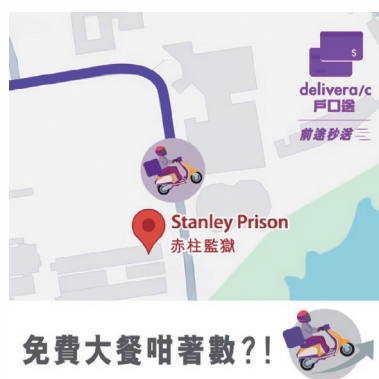 $
delivera/c
戶口送
前途秒送
Stanley Prison
赤柱監獄
免費大餐咁著數？！